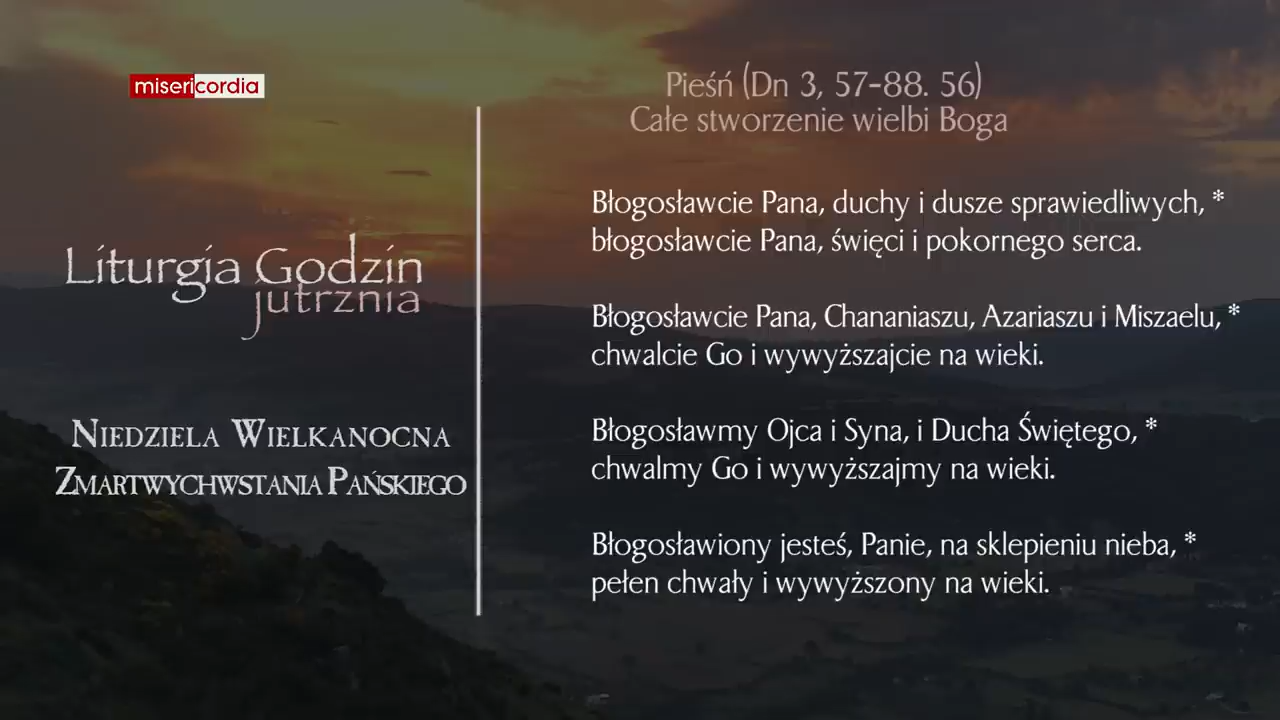 misericordia
Liturgia Godzin
jutrznia
Niedziela Wielkanocna
Zmartwychwstania Pańskiego
Pieśń (Dn 3, 57-88. 56)
Całe stworzenie wielbi Boga
Błogosławcie Pana, duchy i dusze sprawiedliwych, *
błogosławcie Pana, święci i pokornego serca.
Błogosławcie Pana, Chananiaszu, Azariaszu i Miszaelu, *
chwalcie Go i wywyższajcie na wieki.
Błogosławmy Ojca i Syna, i Ducha Świętego, *
chwalmy Go i wywyższajmy na wieki.
Błogosławiony jesteś, Panie, na sklepieniu nieba, *
pełen chwały i wywyższony na wieki.